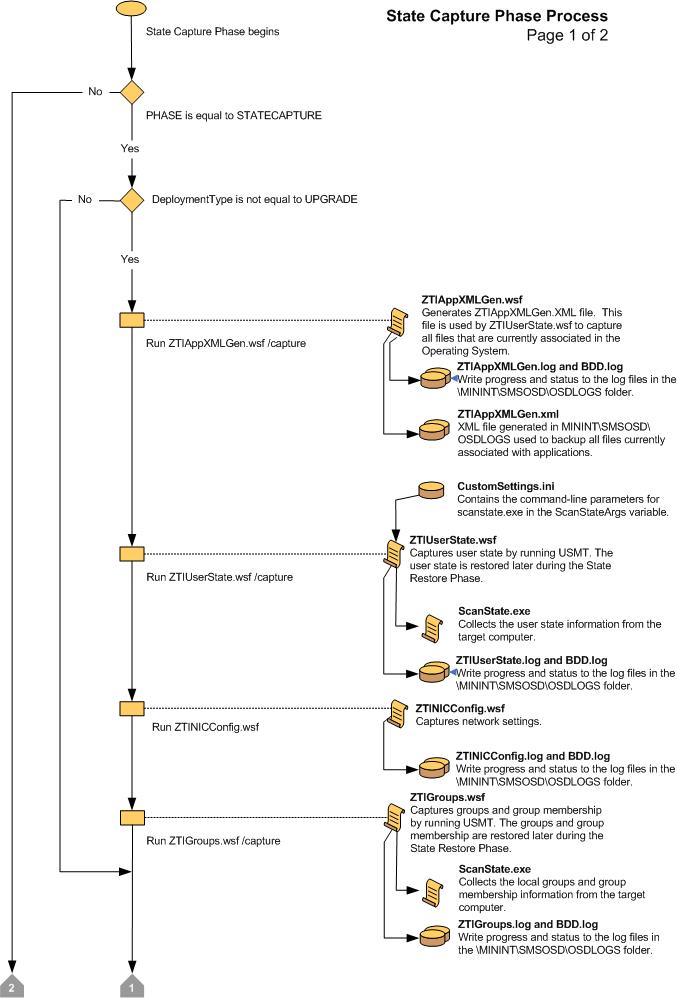 State Capture Phase Process
Page 1 of 2
State Capture Phase begins
No
PHASE is equal to STATECAPTURE
Yes
No
DeploymentType is not equal to UPGRADE
Yes
ZTIAppXMLGen.wsf
Generates ZTIAppXMLGen.XML file. This
file is used by ZTIUserState.wsf to capture
all files that are currently associated in the
Operating System.
Run ZTIAppXMLGen.wsf /capture
ZTIAppXMLGen.log and BDD.log
Write progress and status to the log files in the
\MININT\SMSOSD\OSDLOGS folder.
ZTIAppXMLGen.xml
XML file generated in MININT\SMSOSD\
OSDLOGS used to backup all files currently
associated with applications.
CustomSettings.ini
Contains the command-line parameters for
scanstate.exe in the ScanStateArgs variable.
ZTIUserState.wsf
Captures user state by running USMT. The
user state is restored later during the State
Restore Phase.
Run ZTIUserState.wsf /capture
ScanState.exe
Collects the user state information from the
target computer.
ZTIUserState.log and BDD.log
Write progress and status to the log files in the
\MININT\SMSOSD\OSDLOGS folder.
ZTINICConfig.wsf
Captures network settings.
Run ZTINICConfig.wsf
ZTINICConfig.log and BDD.log
Write progress and status to the log files in the
\MININT\SMSOSD\OSDLOGS folder.
ZTIGroups.wsf
Captures groups and group membership
by running USMT. The groups and group
membership are restored later during the
State Restore Phase.
Run ZTIGroups.wsf /capture
ScanState.exe
Collects the local groups and group
membership information from the target
computer.
ZTIGroups.log and BDD.log
Write progress and status to the log files in
the \MININT\SMSOSD\OSDLOGS folder.
2
1